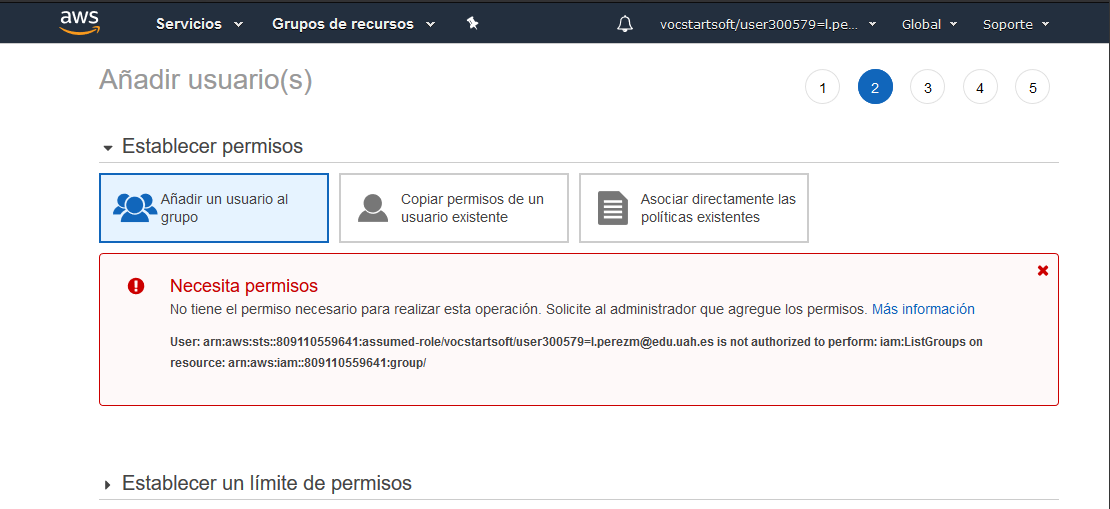 aws Servicios Grupos de recursos vocstartsoft/user300579=l.pe... Global Soporte
Añadir usuario(s)
1 2 3 4 5
Establecer permisos
Añadir un usuario al
grupo
Copiar permisos de un
usuario existente
Asociar directamente las
políticas existentes
Necesita permisos
No tiene el permiso necesario para realizar esta operación. Solicite al administrador que agregue los permisos. Más información
User: arn:aws:sts::809110559641:assumed-role/vocstartsoft/user300579=l.perezm@edu.uah.es is not authorized to perform: iam:ListGroups on
resource: arn:aws:iam::809110559641:group/
Establecer un límite de permisos